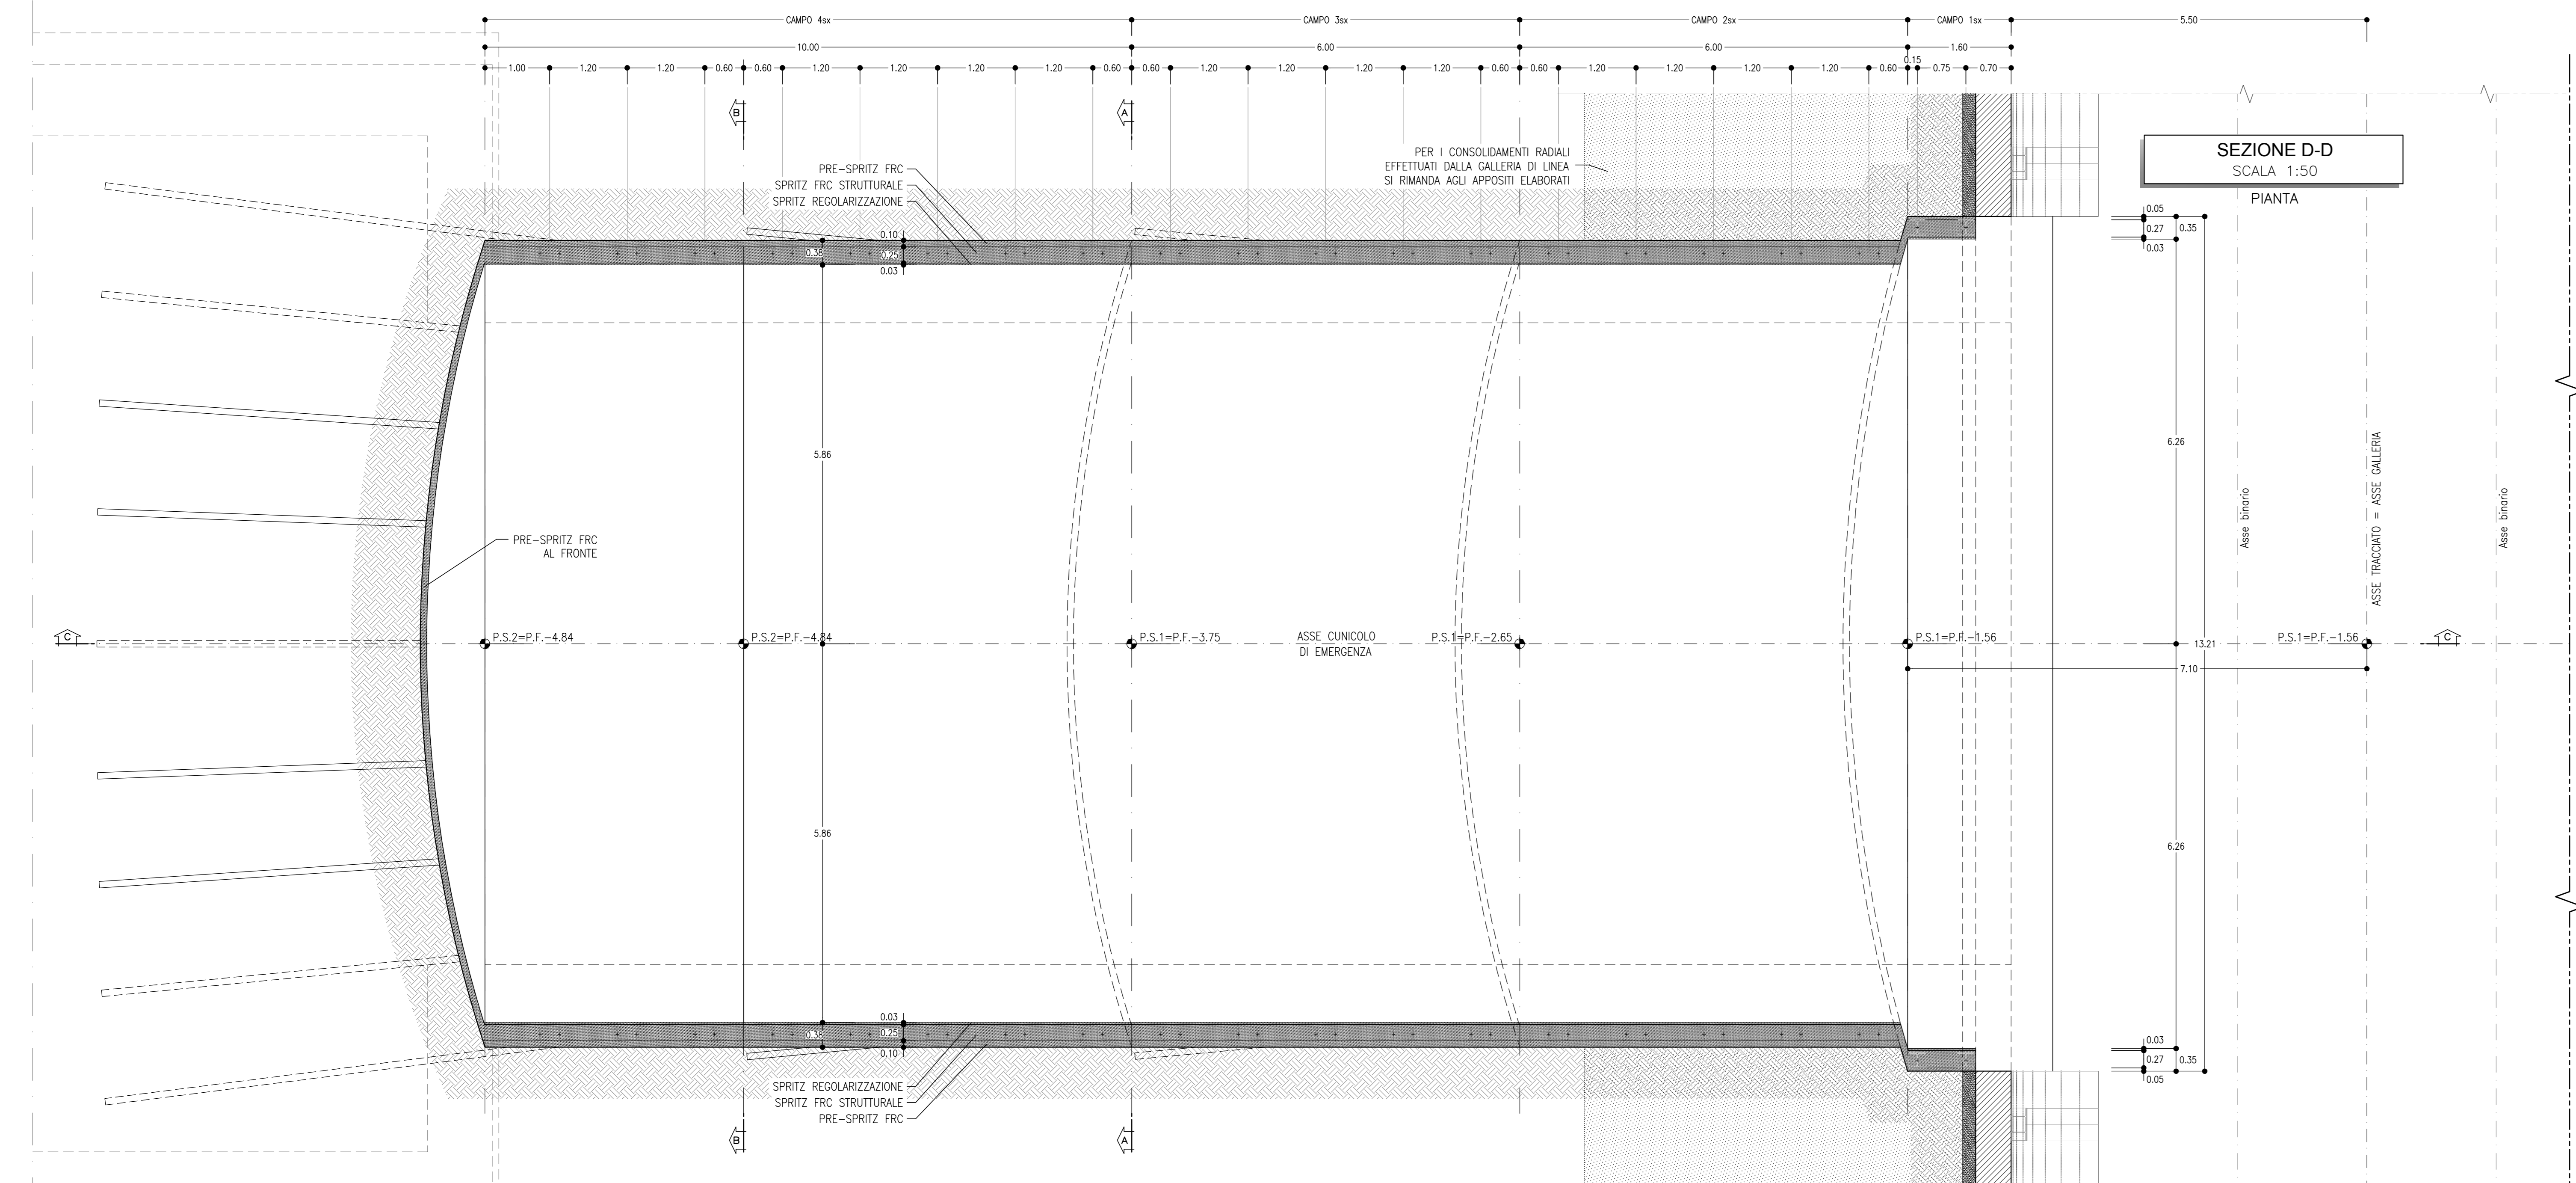 CAMPO 4sx
CAMPO 3sx
CAMPO 2sx
CAMPO 1sx
5.50
10.00
6.00
6.00
1.60
0.15
1.00
1.20
1.20
0.60
0.60
1.20
1.20
1.20
1.20
0.60
0.60
1.20
1.20
1.20
1.20
0.60
0.60
1.20
1.20
1.20
1.20
0.60
0.75
0.70
B
A
SEZIONE D-D
SCALA 1:50
PIANTA
PER I CONSOLIDAMENTI RADIALI
EFFETTUATI DALLA GALLERIA DI LINEA
SI RIMANDA AGLI APPOSITI ELABORATI
PRE-SPRITZ FRC
SPRITZ FRC STRUTTURALE
SPRITZ REGOLARIZZAZIONE
0.05
0.27
0.35
0.03
0.10
0.38
0.25
0.03
6.26
5.86
ASSE TRACCIATO = ASSE GALLERIA
Asse binario
Asse binario
PRE-SPRITZ FRC
AL FRONTE
C
P.S.2=P.F.-4.84
P.S.2=P.F.-4.84
P.S.1=P.F.-3.75
ASSE CUNICOLO
DI EMERGENZA
P.S.1=P.F.-2.65
P.S.1=P.F.-1.56
13.21
P.S.1=P.F.-1.56
C
7.10
5.86
6.26
0.03
0.38
0.25
0.10
0.03
0.27
0.35
0.05
SPRITZ REGOLARIZZAZIONE
SPRITZ FRC STRUTTURALE
PRE-SPRITZ FRC
B
A